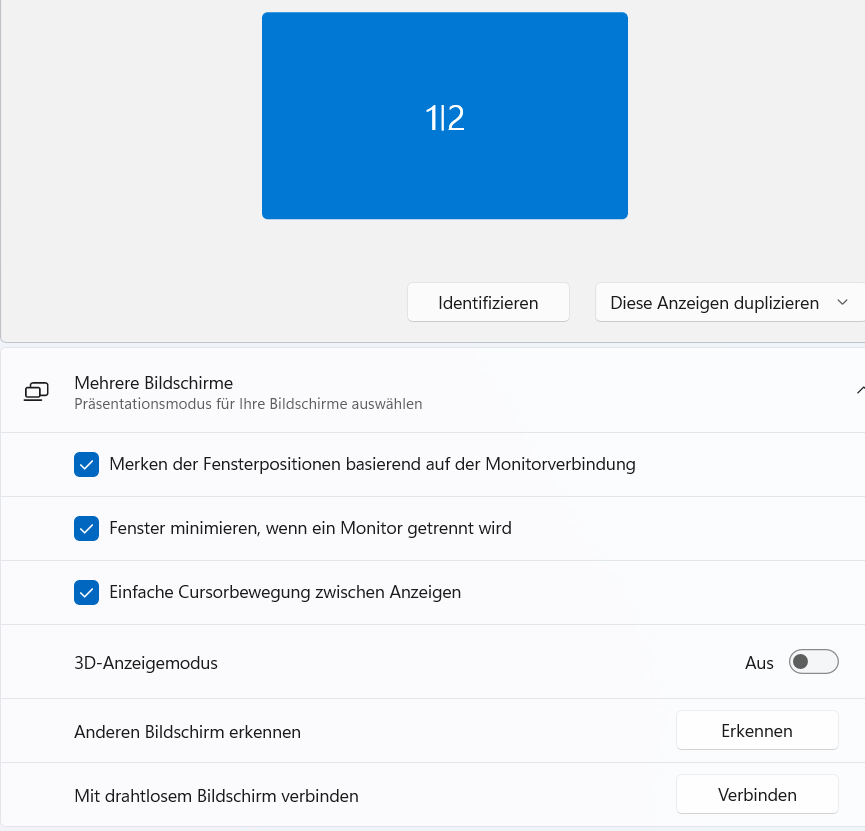 1|2
Identifizieren
Diese Anzeigen duplizieren
Mehrere Bildschirme
Präsentationsmodus für Ihre Bildschirme auswählen
Merken der Fensterpositionen basierend auf der Monitorverbindung
Fenster minimieren, wenn ein Monitor getrennt wird
Einfache Cursorbewegung zwischen Anzeigen
3D-Anzeigemodus
Aus
Anderen Bildschirm erkennen
Erkennen
Mit drahtlosem Bildschirm verbinden
Verbinden